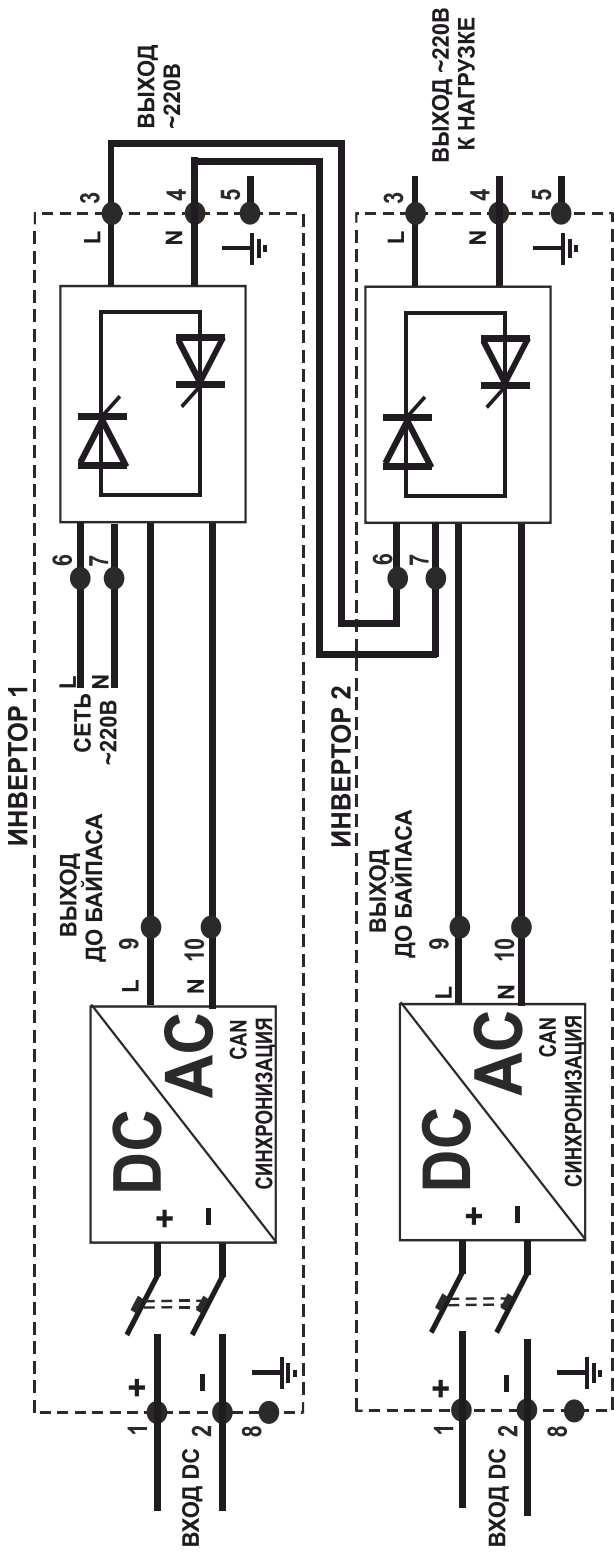 ИНВЕРТОР 1
ВХОД DC
1
+
2
-
8
+
-
DC
AC
CAN
СИНХРОНИЗАЦИЯ
ВЫХОД
ДО БАЙПАСА
L
9
N
10
СЕТЬ
~220В
L
6
N
7
L
3
N
4
5
ВЫХОД
~220В
ИНВЕРТОР 2
ВХОД DC
1
+
2
-
8
+
-
DC
AC
CAN
СИНХРОНИЗАЦИЯ
ВЫХОД
ДО БАЙПАСА
L
9
N
10
6
7
L
3
N
4
5
ВЫХОД ~220В
К НАГРУЗКЕ